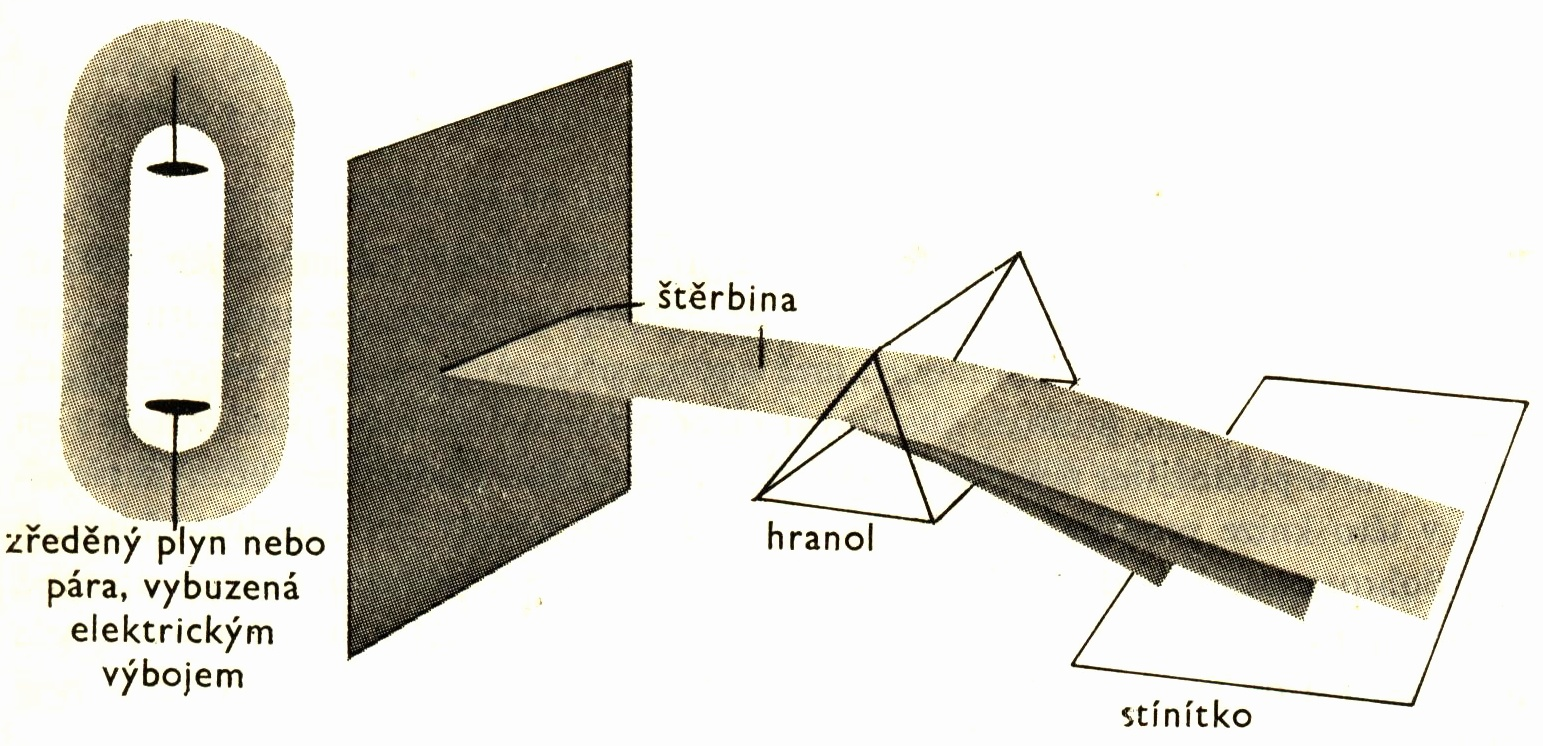 štěrbina
zředěný plyn nebo
pára, vybuzená
elektrickým
výbojem
hranol
stínítko